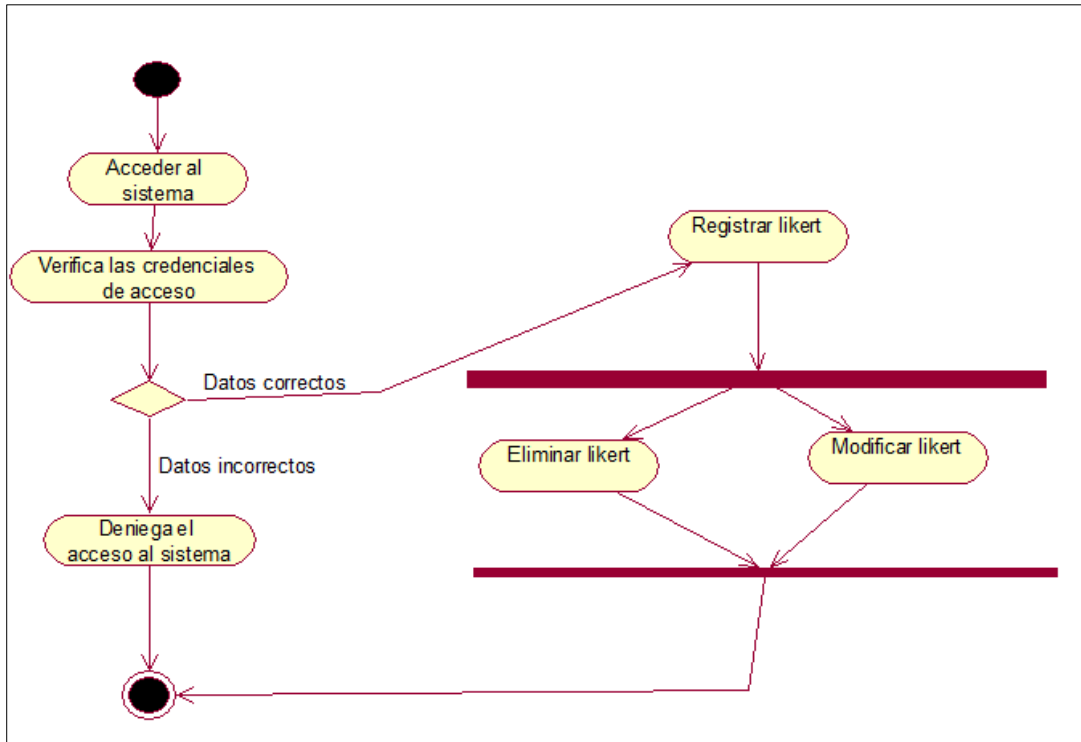 Acceder al
sistema
Verifica las credenciales
de acceso
Datos correctos
Datos incorrectos
Deniega el
acceso al sistema
Registrar likert
Eliminar likert
Modificar likert